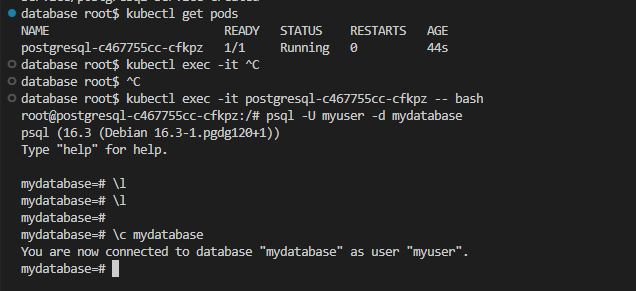 database root$ kubectl get pods
NAME READY STATUS RESTARTS AGE
postgresql-c467755cc-cfkpz 1/1 Running 0 44s
database root$ kubectl exec -it ^C
database root$ ^C
database root$ kubectl exec -it postgresql-c467755cc-cfkpz -- bash
root@postgresql-c467755cc-cfkpz:/# psql -U myuser -d mydatabase
psql (16.3 (Debian 16.3-1.pgdg120+1))
Type "help" for help.
mydatabase=# \l
mydatabase=# \l
mydatabase=#
mydatabase=# \c mydatabase
You are now connected to database "mydatabase" as user "myuser".
mydatabase=#